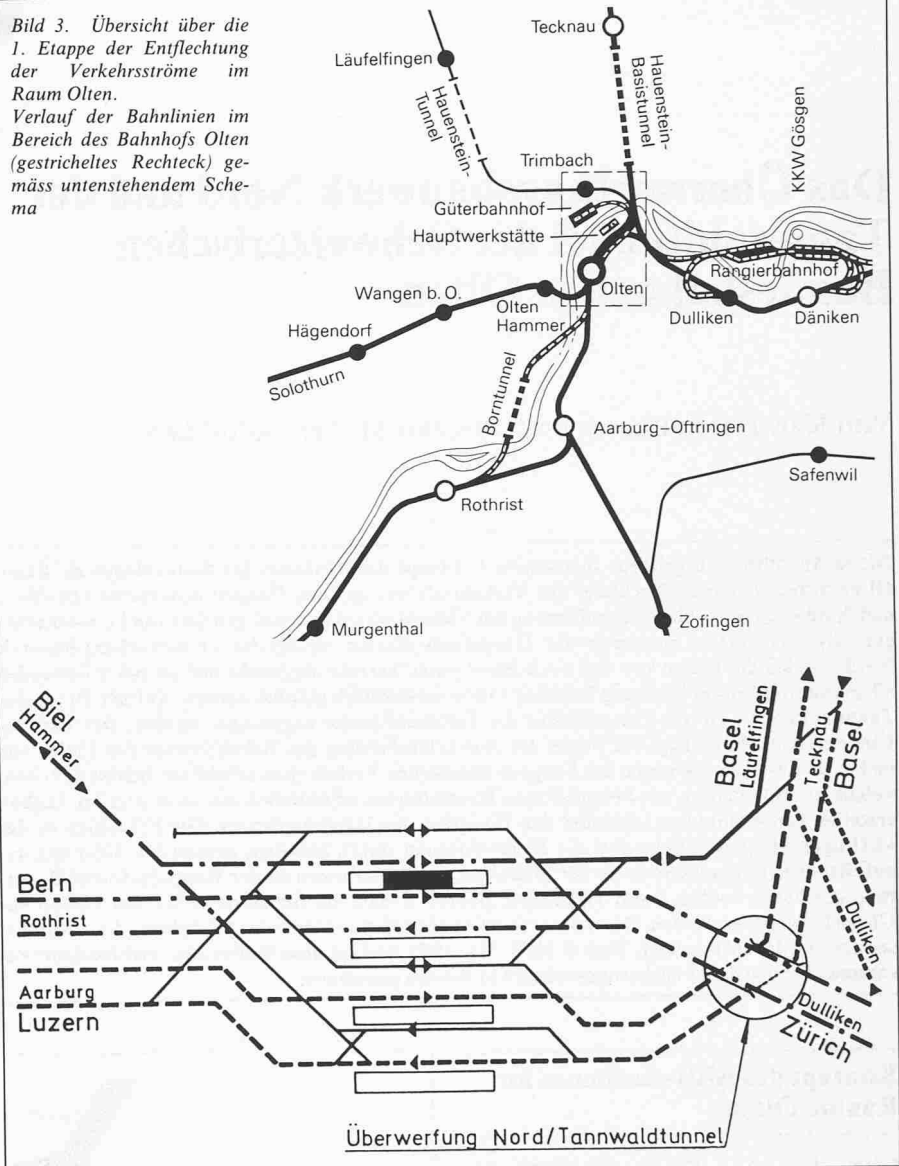 Bild 3. Übersicht über die
1. Etappe der Entflechtung
der Verkehrsströme im
Raum Olten.
Verlauf der Bahnlinien im
Bereich des Bahnhofs Olten
(gestricheltes Rechteck) ge-
mäss untenstehendem Sche-
ma
Tecknau
Läufelfingen
Hauenstein-
Tunnel
Hauenstein-
Basistunnel
KKW Gösgen
Trimbach
Güterbahnhof
Hauptwerkstätte
Rangierbahnhof
Olten
Wangen b. O.
Olten
Hammer
Dulliken
Däniken
Hägendorf
Solothurn
Borntunnel
Aarburg-Oftringen
Safenwil
Rothrist
Murgenthal
Zofingen
Biel
Hammer
Basel
Läufelfingen
Tecknau
Basel
Bern
Rothrist
Dulliken
Aarburg
Luzern
Dulliken
Zürich
Überwerfung Nord/Tannwaldtunnel